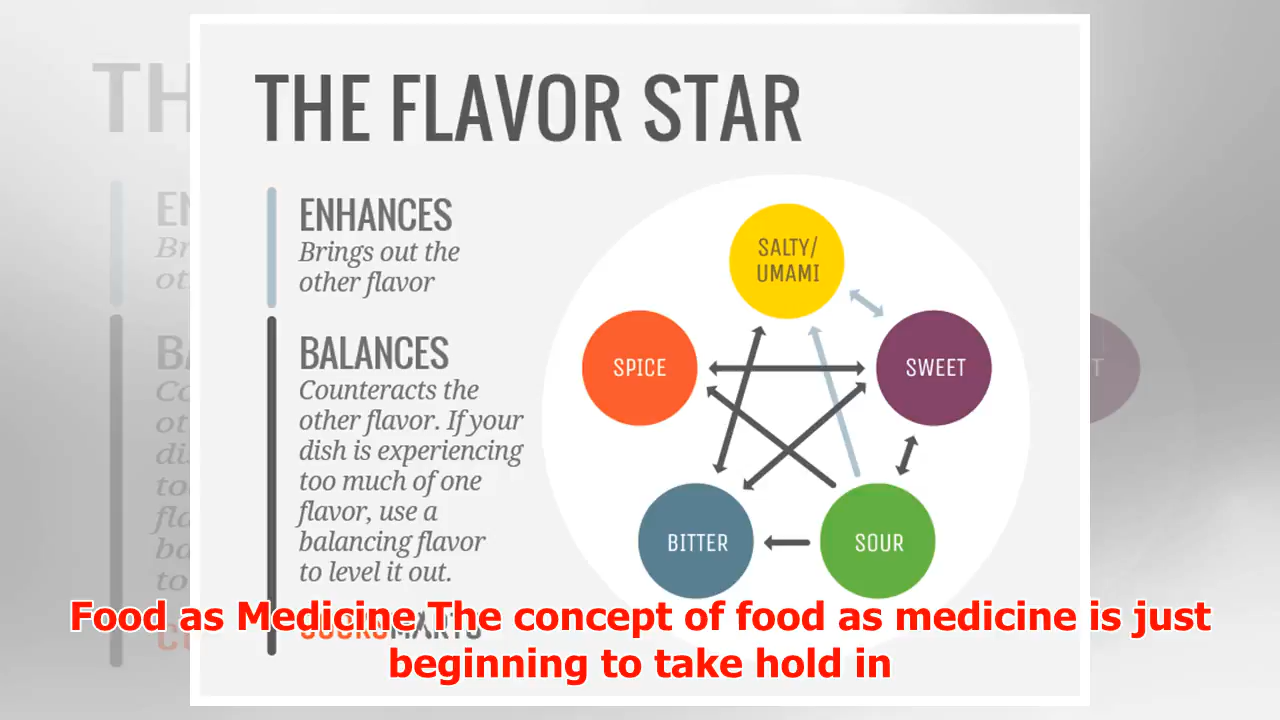 THE FLAVOR STAR
ENHANCES
Brings out the
other flavor
BALANCES
Counteracts the
other flavor. If your
dish is experiencing
too much of one
flavor, use a
balancing flavor
to level it out.
SALTY/
UMAMI
SPICE
SWEET
BITTER
SOUR
Food as Medicine The concept of food as medicine is just
beginning to take hold in